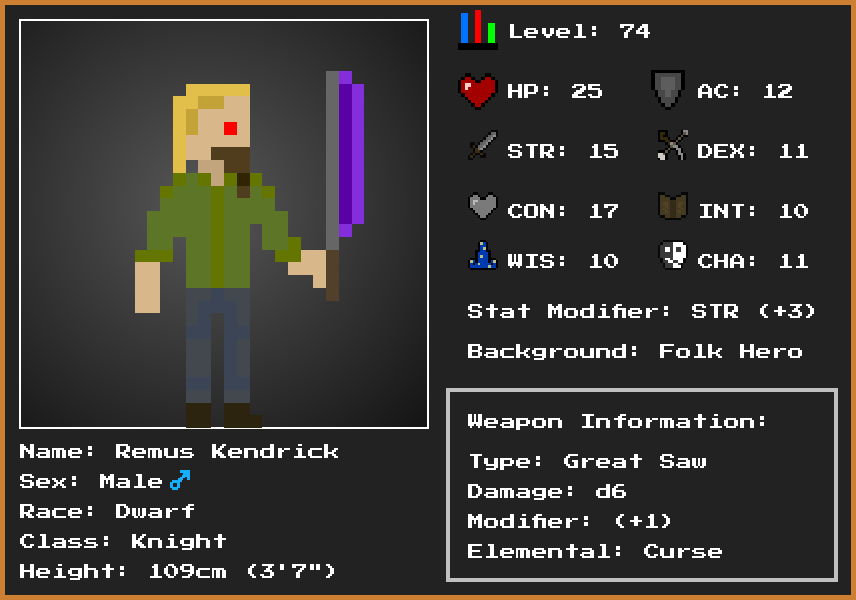 Level: 74
HP: 25
AC: 12
STR: 15
DEX: 11
CON: 17
INT: 10
WIS: 10
CHA: 11
Stat Modifier: STR (+3)
Background: Folk Hero
Name: Remus Kendrick
Sex: Male♂
Race: Dwarf
Class: Knight
Height: 109cm (3'7")
Weapon Information:
Type: Great Saw
Damage: d6
Modifier: (+1)
Elemental: Curse